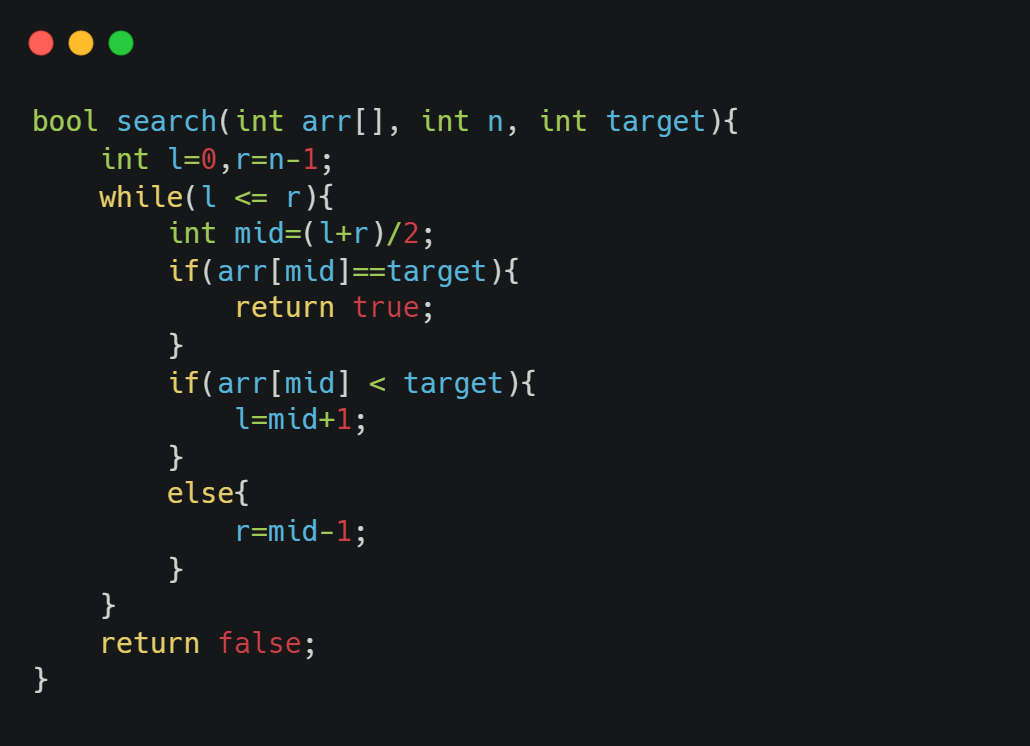 bool search(int arr[], int n, int target){
    int l=0,r=n-1;
    while(l <= r){
        int mid=(l+r)/2;
        if(arr[mid]==target){
            return true;
        }
        if(arr[mid] < target){
            l=mid+1;
        }
        else{
            r=mid-1;
        }
    }
    return false;
}